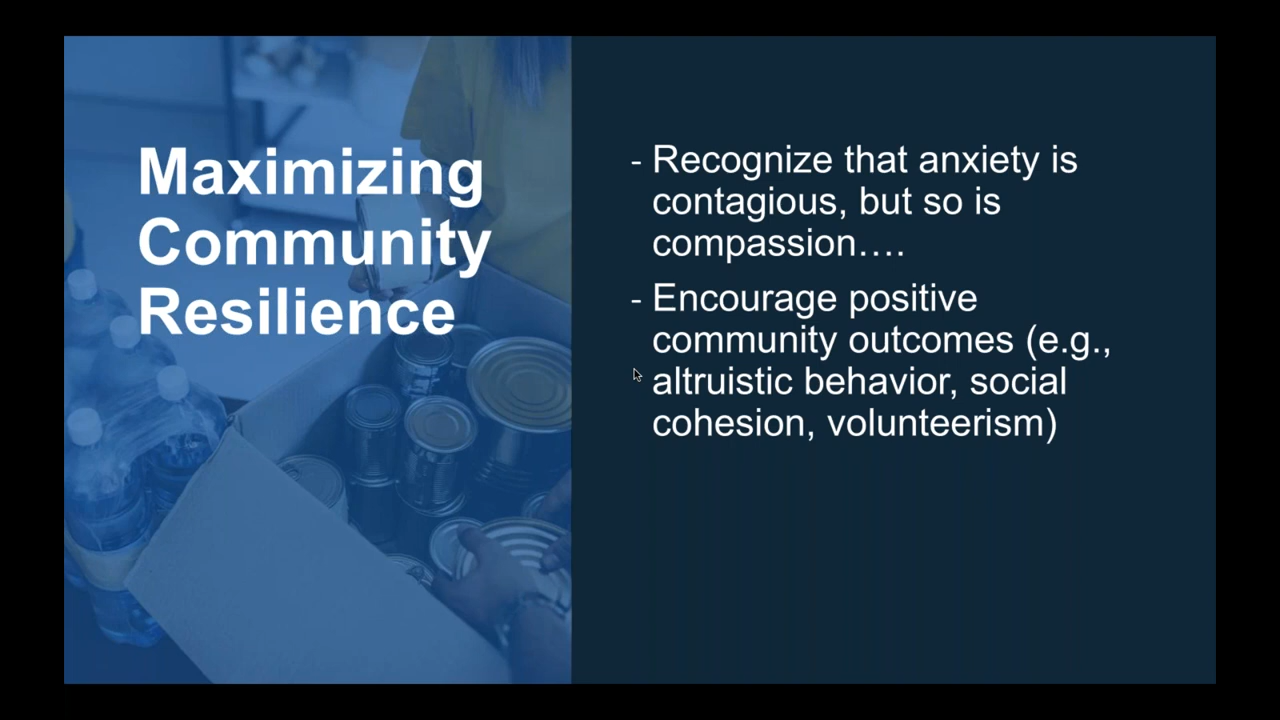 Maximizing
Community
Resilience
- Recognize that anxiety is
contagious, but so is
compassion….
- Encourage positive
community outcomes (e.g.,
altruistic behavior, social
cohesion, volunteerism)